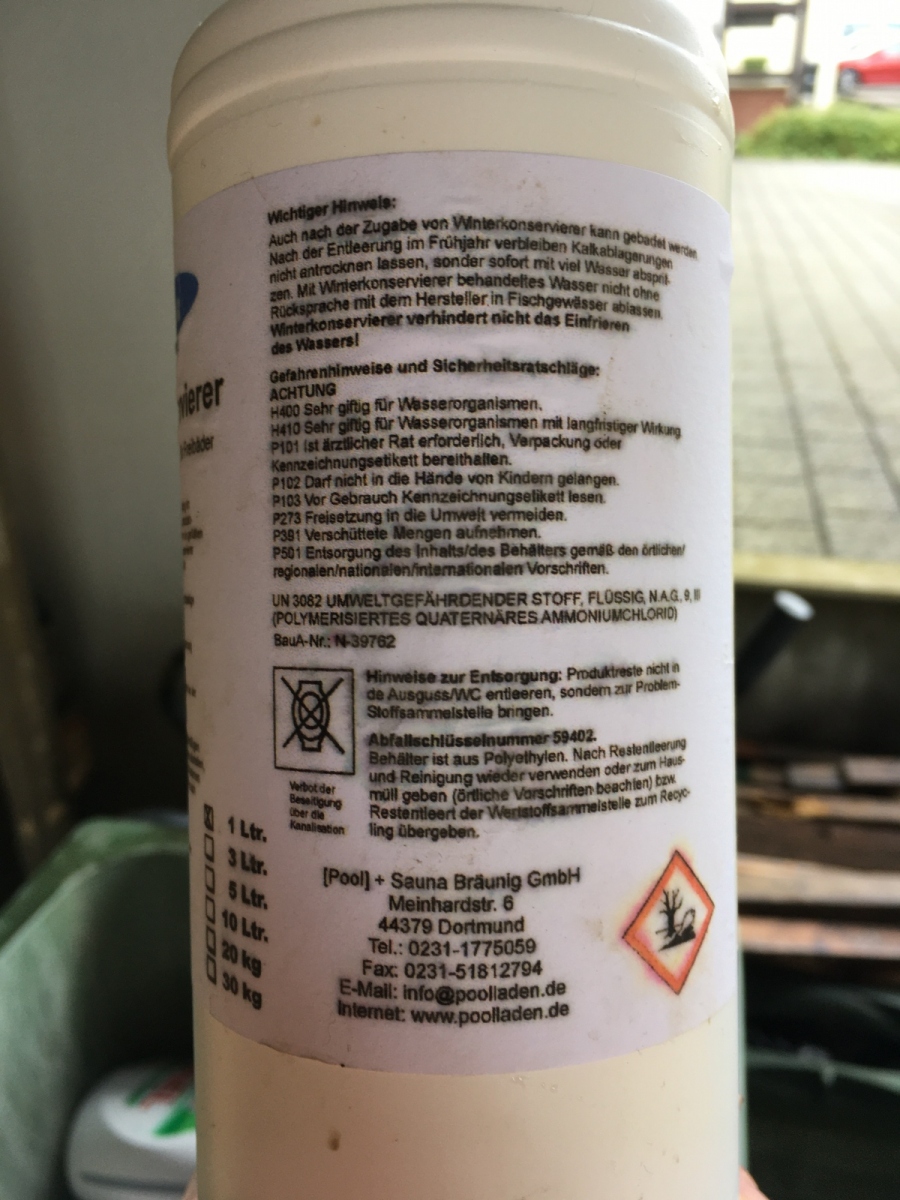 Wichtiger Hinweis:
Auch nach der Zugabe von Winterkonservierer kann gebadet werden
Nach der Entleerung im Frühjahr verbleiben Kalkablagerungen
nicht antrocknen lassen, sonder sofort mit viel Wasser absprit-
zen. Mit Winterkonservierer behandeltes Wasser nicht ohne
Rücksprache mit dem Hersteller in Fischgewässer ablassen.
Winterkonservierer verhindert nicht das Einfrieren
des Wassers!
Gefahrenhinweise und Sicherheitsratschläge:
ACHTUNG
H400 Sehr giftig für Wasserorganismen.
H410 Sehr giftig für Wasserorganismen mit langfristiger Wirkung
P101 Ist ärztlicher Rat erforderlich, Verpackung oder
Kennzeichnungsetikett bereithalten.
P102 Darf nicht in die Hände von Kindern gelangen.
P103 Vor Gebrauch Kennzeichnungsetikett lesen.
P273 Freisetzung in die Umwelt vermeiden.
P391 Verschüttete Mengen aufnehmen.
P501 Entsorgung des Inhalts/des Behälters gemäß den örtlichen/
regionalen/nationalen/internationalen Vorschriften.
UN 3082 UMWELTGEFÄHRDENDER STOFF, FLÜSSIG, N.A.G., 9, III
(POLYMERISIERTES QUATERNÄRES AMMONIUMCHLORID)
BauA-Nr.: N-39762
Hinweise zur Entsorgung: Produktreste nicht in
de Ausguss/WC entleeren, sondern zur Problem-
Stoffsammelstelle bringen.
Abfallschlüsselnummer 59402.
Behälter ist aus Polyethylen. Nach Restentleerung
und Reinigung wieder verwenden oder zum Haus-
müll geben (örtliche Vorschriften beachten) bzw.
Restentleert der Wertstoffsammelstelle zum Recyc-
ling übergeben.
Verbot der
Beseitigung
über die
Kanalisation
[Pool] + Sauna Bräunig GmbH
Meinhardstr. 6
44379 Dortmund
Tel.: 0231-1775059
Fax: 0231-51812794
E-Mail: info@poolladen.de
Internet: www.poolladen.de
vierer
Freibäder
1 Ltr.
3 Ltr.
5 Ltr.
10 Ltr.
20 kg
30 kg